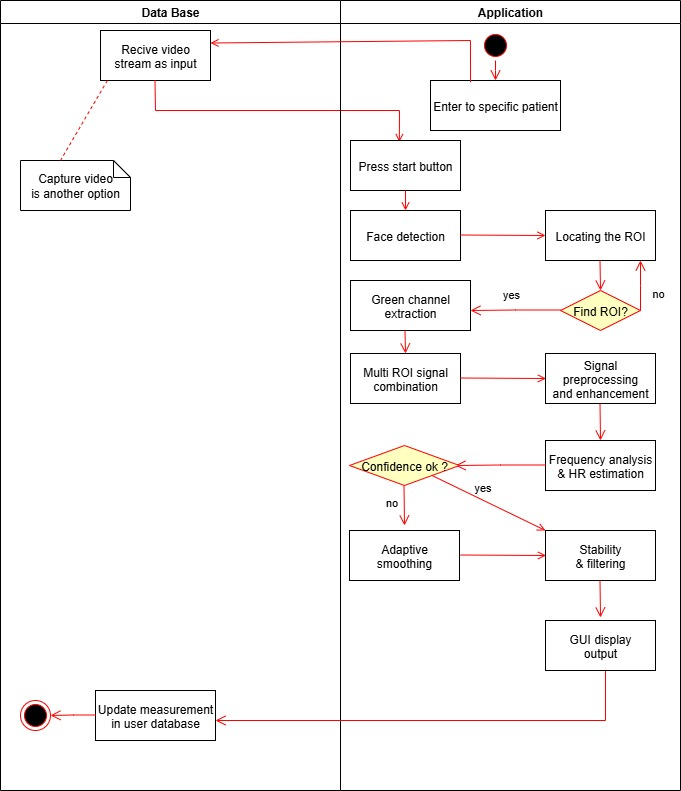 Data Base
Application
Recive video
stream as input
Enter to specific patient
Capture video
is another option
Press start button
Face detection
Locating the ROI
Green channel
extraction
yes
Find ROI?
no
Multi ROI signal
combination
Signal
preprocessing
and enhancement
Confidence ok ?
Frequency analysis
& HR estimation
yes
no
Adaptive
smoothing
Stability
& filtering
GUI display
output
Update measurement
in user database